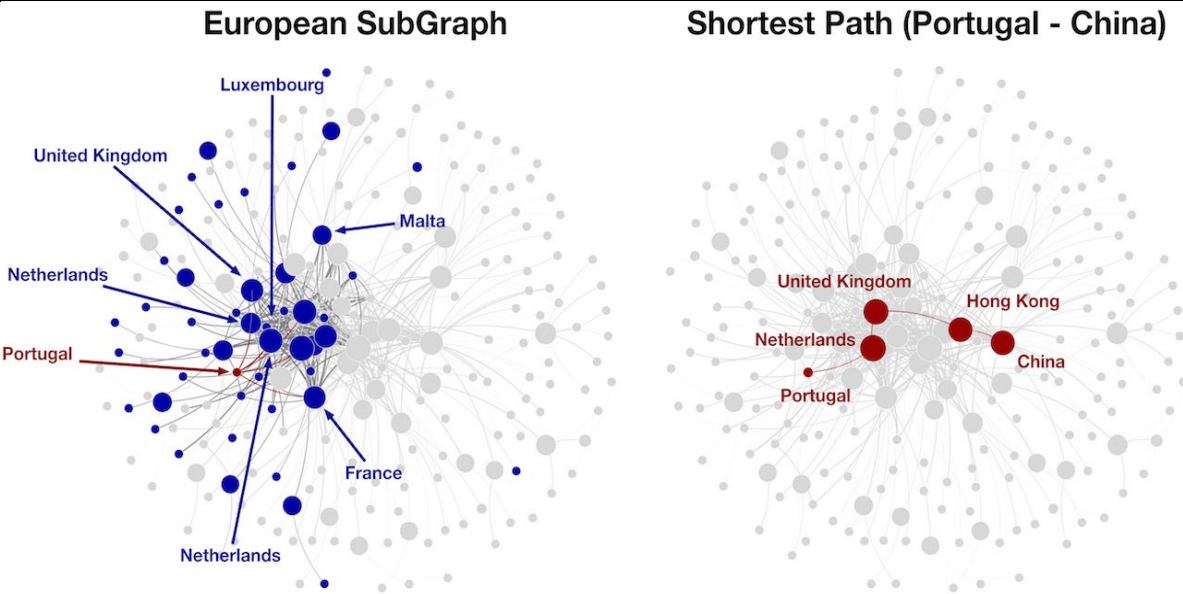 European SubGraph
Shortest Path (Portugal - China)
Luxembourg
United Kingdom
Malta
Netherlands
Portugal
France
Netherlands
United Kingdom
Hong Kong
Netherlands
China
Portugal